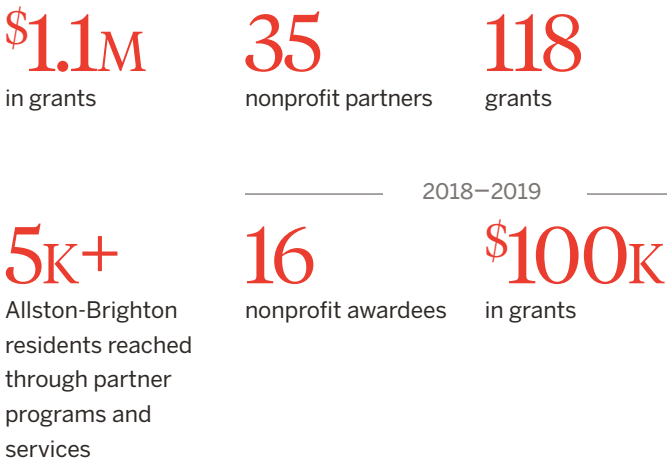 $1.1M
in grants
35
nonprofit partners
118
grants
5K+
Allston-Brighton
residents reached
through partner
programs and
services
2018–2019
16
nonprofit awardees
$100K
in grants